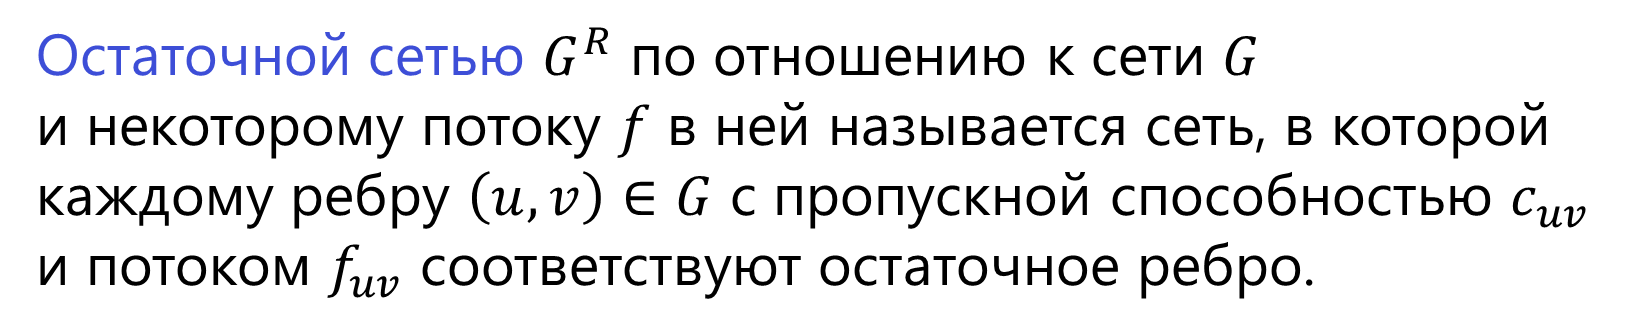 Остаточной сетью G^R по отношению к сети G
и некоторому потоку f в ней называется сеть, в которой
каждому ребру (u, v) ∈ G с пропускной способностью c_uv
и потоком f_uv соответствуют остаточное ребро.